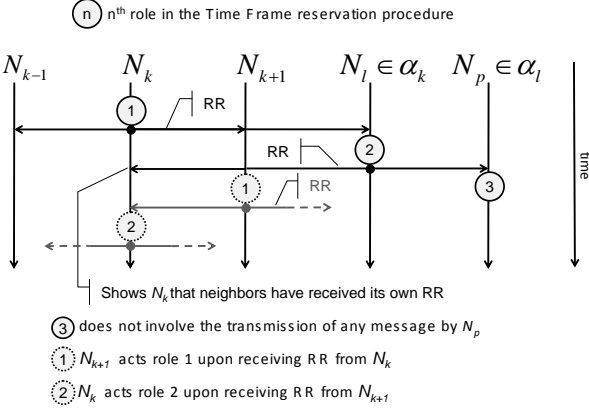 n nth role in the Time Frame reservation procedure
N_{k−1} N_k N_{k+1} N_l ∈ α_k N_p ∈ α_l
1 RR
RR 2
1 RR 3
2
time
Shows N_k that neighbors have received its own RR
3 does not involve the transmission of any message by N_p
1 N_{k+1} acts role 1 upon receiving RR from N_k
2 N_k acts role 2 upon receiving RR from N_{k+1}